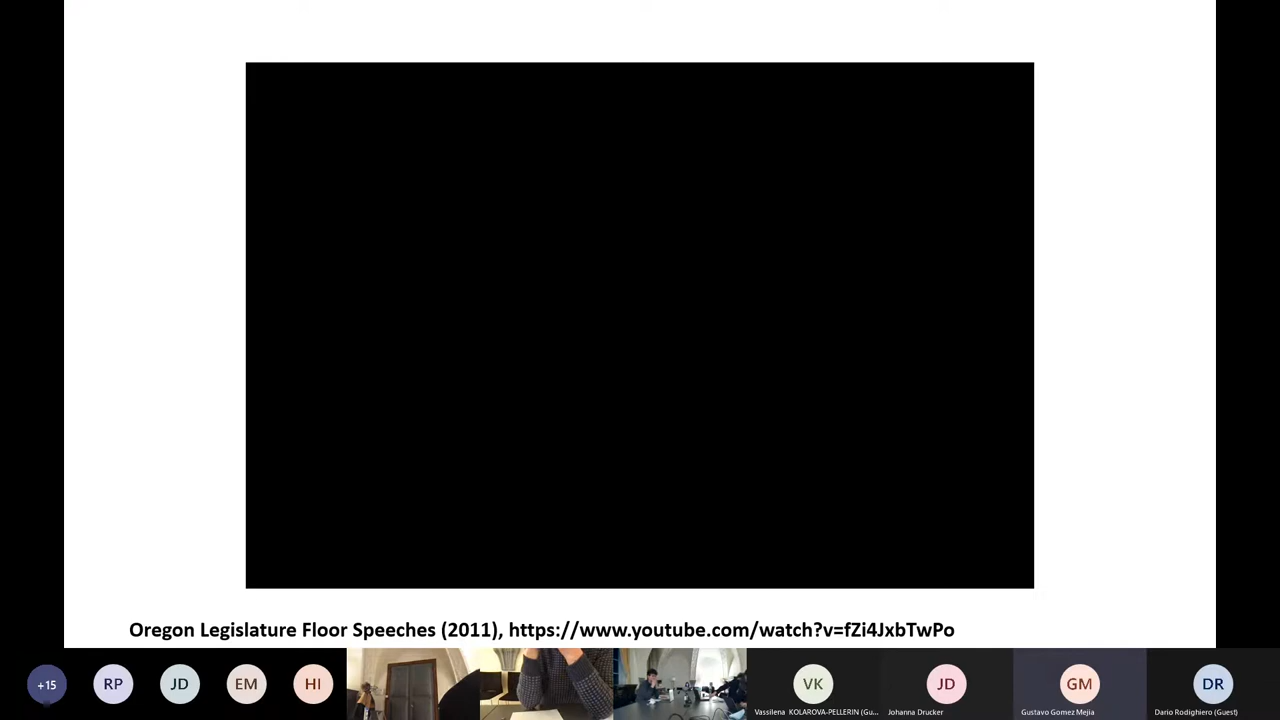 Oregon Legislature Floor Speeches (2011), https://www.youtube.com/watch?v=fZi4JxbTwPo
+15
RP
JD
EM
HI
VK
JD
GM
DR
Vassilena KOLAROVA-PELLERIN (Gu...
Johanna Drucker
Gustavo Gomez Mejia
Dario Rodighiero (Guest)